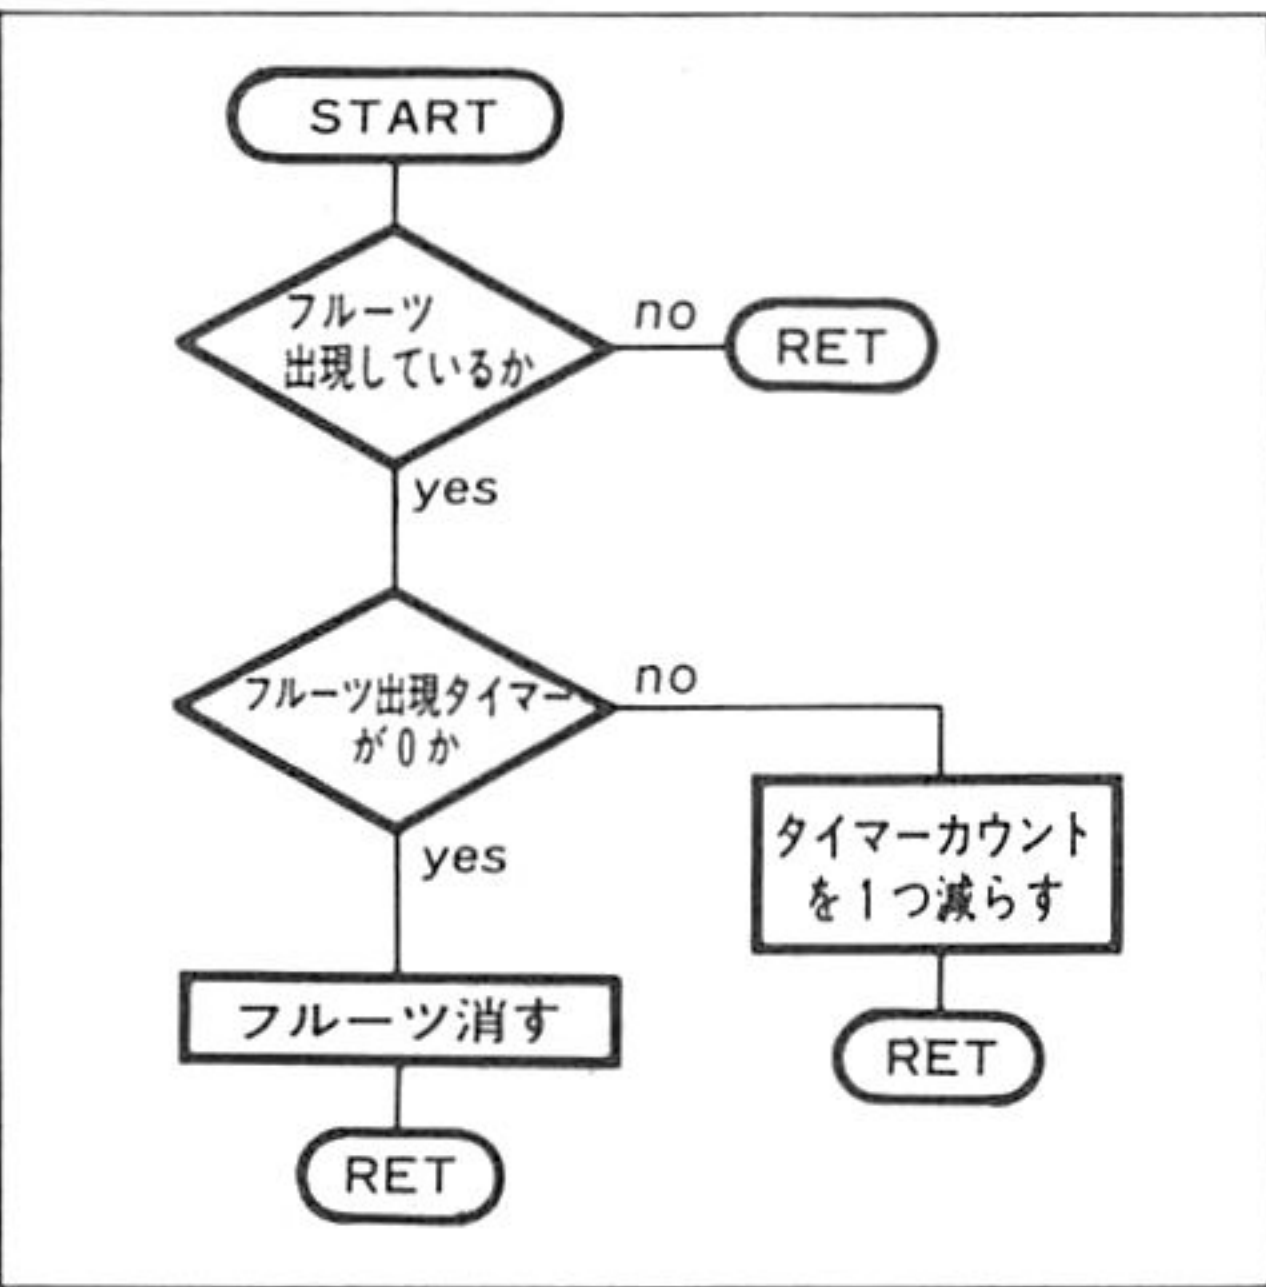 START
フルーツ
出現しているか
no
RET
yes
フルーツ出現タイマー
が0か
no
タイマーカウント
を1つ減らす
RET
yes
フルーツ消す
RET